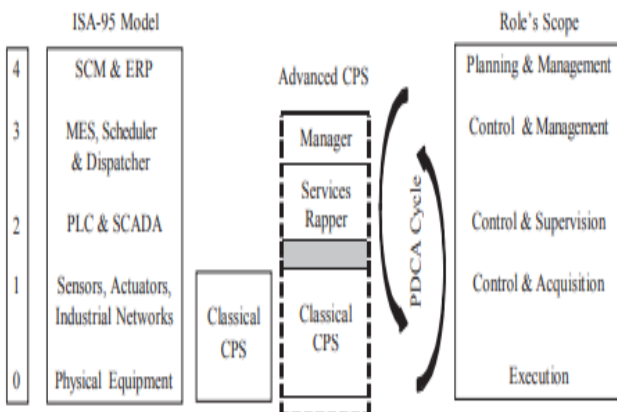 ISA-95 Model
Role's Scope
4
SCM & ERP
Advanced CPS
Planning & Management
3
MES, Scheduler
& Dispatcher
Manager
Control & Management
Services
Rapper
2
PLC & SCADA
PDCA Cycle
Control & Supervision
1
Sensors, Actuators,
Industrial Networks
Classical
CPS
Classical
CPS
Control & Acquisition
0
Physical Equipment
Execution